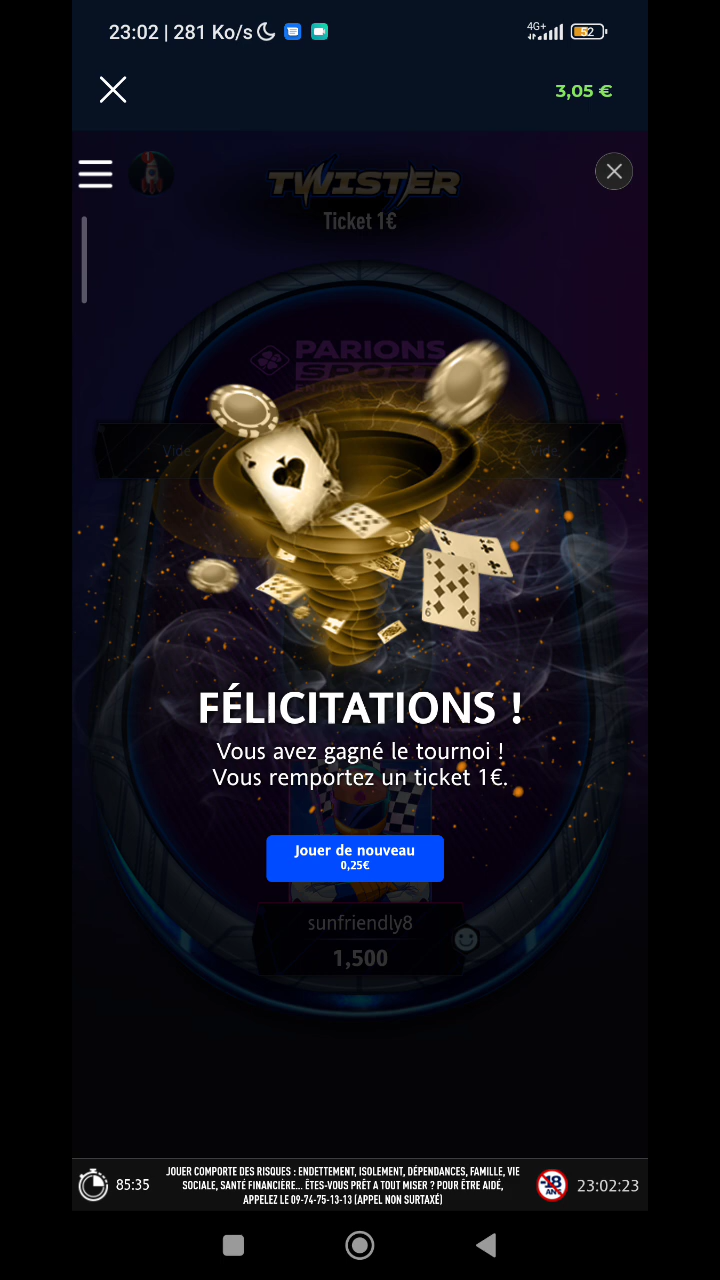 23:02 | 281 Ko/s
4G+
52
3,05 €
TWISTER
Ticket 1€
PARIONS
SPORT
Vide
Vide
FÉLICITATIONS !
Vous avez gagné le tournoi !
Vous remportez un ticket 1€.
Jouer de nouveau
0,25€
sunfriendly8
1,500
85:35
JOUER COMPORTE DES RISQUES : ENDETTEMENT, ISOLEMENT, DÉPENDANCES, FAMILLE, VIE
SOCIALE, SANTÉ FINANCIÈRE... ÊTES-VOUS PRÊT A TOUT MISER ? POUR ÊTRE AIDÉ,
APPELEZ LE 09-74-75-13-13 (APPEL NON SURTAXÉ)
-18
ANS
23:02:23